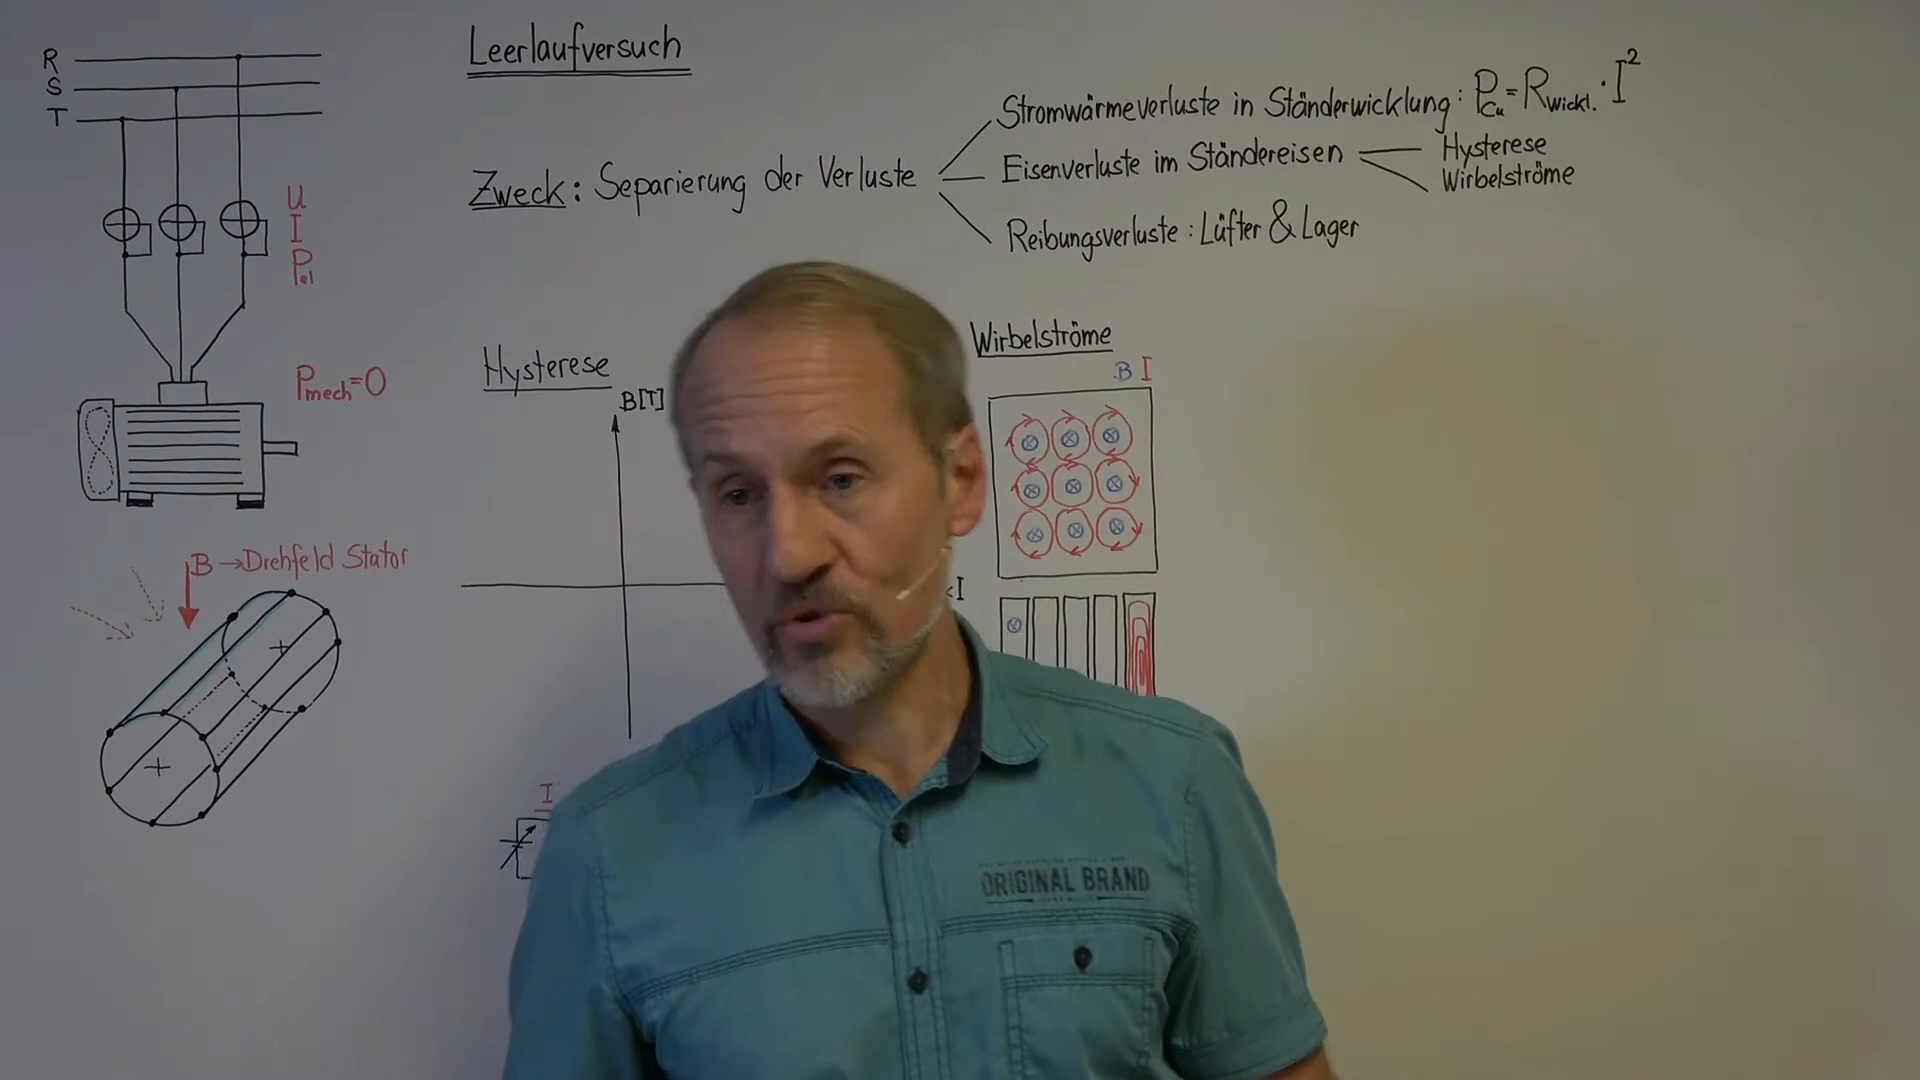 Leerlaufversuch
R
S
T
Zweck: Separierung der Verluste
Stromwärmeverluste in Ständerwicklung: P_Cu = R_Wickl. · I²
Eisenverluste im Ständereisen
Hysterese
Wirbelströme
Reibungsverluste: Lüfter & Lager
U
I
P_el
P_mech = 0
B → Drehfeld Stator
Hysterese
B[T]
I
Wirbelströme
B I
I
ORIGINAL BRAND